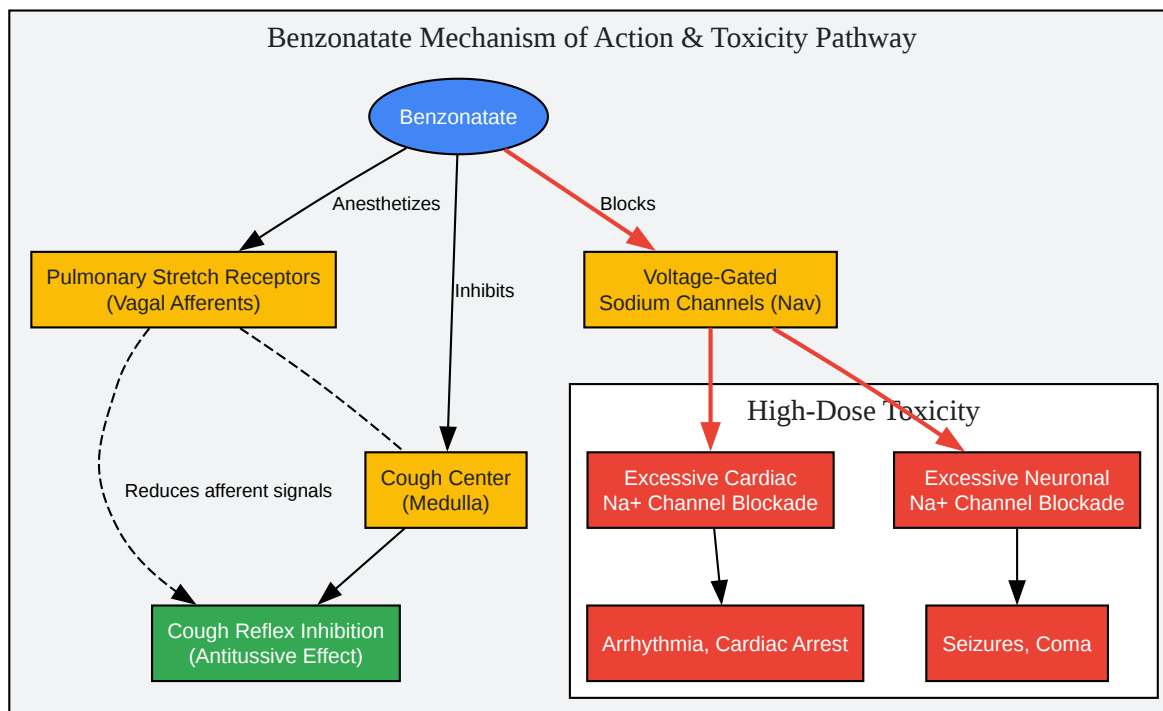 Benzonatate Mechanism of Action & Toxicity Pathway
Benzonatate
Anesthetizes
Blocks
Pulmonary Stretch Receptors
(Vagal Afferents)
Inhibits
Voltage-Gated
Sodium Channels (Nav)
High-Dose Toxicity
Cough Center
(Medulla)
Excessive Cardiac
Na+ Channel Blockade
Excessive Neuronal
Na+ Channel Blockade
Reduces afferent signals
Cough Reflex Inhibition
(Antitussive Effect)
Arrhythmia, Cardiac Arrest
Seizures, Coma